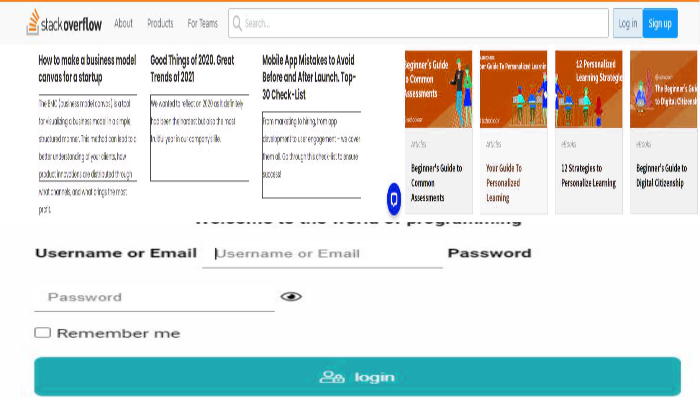 stack overflow
About Products For Teams Search... Log in Sign up
How to make a business model
canvas for a startup
The BMC (business model canvas) is a tool
for visualizing a business model in a simple,
structured manner. This method can lead to a
better understanding of your clients, how
product innovations are distributed through
what channels, and what brings the most
profit.
Good Things of 2020. Great
Trends of 2021
We wanted to reflect on 2020 as it definitely
had been the hardest but also the most
fruitful year in our company's life.
Mobile App Mistakes to Avoid
Before and After Launch. Top-
30 Check-List
From marketing to hiring, from app
development to user engagement – we cover
them all. Go through this check-list to ensure
success!
Beginner's Guide
to Common
Assessments
Articles
Beginner's Guide to
Common
Assessments
Your Guide To
Personalized Learning
Articles
Your Guide To
Personalized
Learning
12 Personalized
Learning Strategies
eBooks
12 Strategies to
Personalize Learning
The Beginner's Guide
to Digital Citizenship
eBooks
Beginner's Guide to
Digital Citizenship
Welcome to the world of programming
Username or Email Username or Email Password
Password
Remember me
login